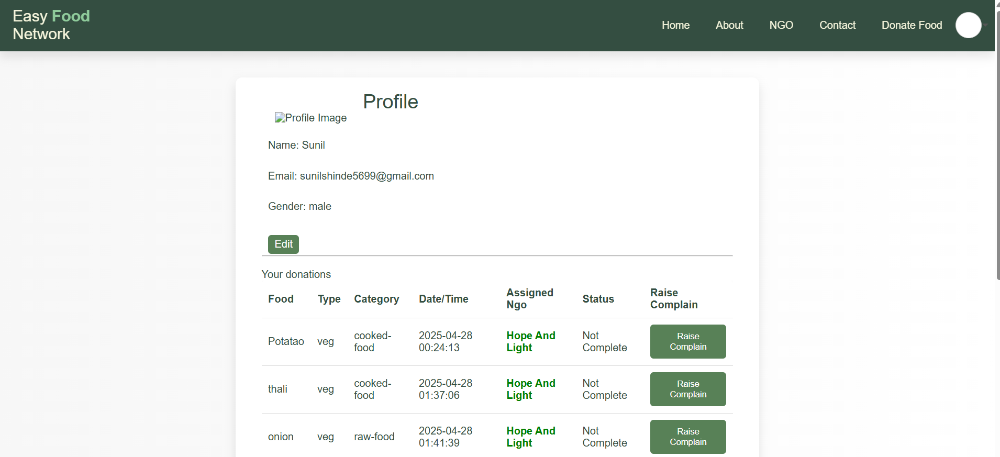 Easy Food
Network
Home About NGO Contact Donate Food
Profile
Profile Image
Name: Sunil
Email: sunilshinde5699@gmail.com
Gender: male
Edit
Your donations
Food Type Category Date/Time Assigned Ngo Status Raise Complain
Potatao veg cooked-food 2025-04-28 00:24:13 Hope And Light Not Complete Raise Complain
thali veg cooked-food 2025-04-28 01:37:06 Hope And Light Not Complete Raise Complain
onion veg raw-food 2025-04-28 01:41:39 Hope And Light Not Complete Raise Complain